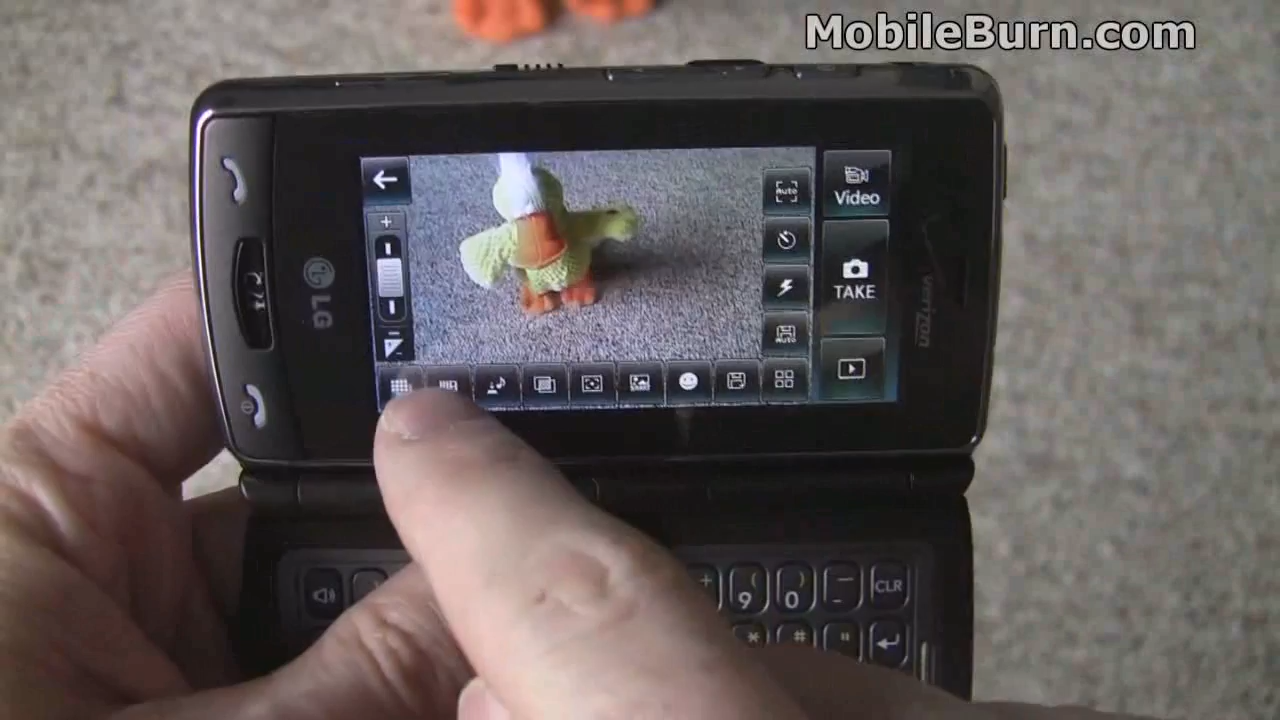 MobileBurn.com
AUTO
Video
TAKE
AUTO
LG
verizon
+
9
(
0
)
CLR
*
#
"